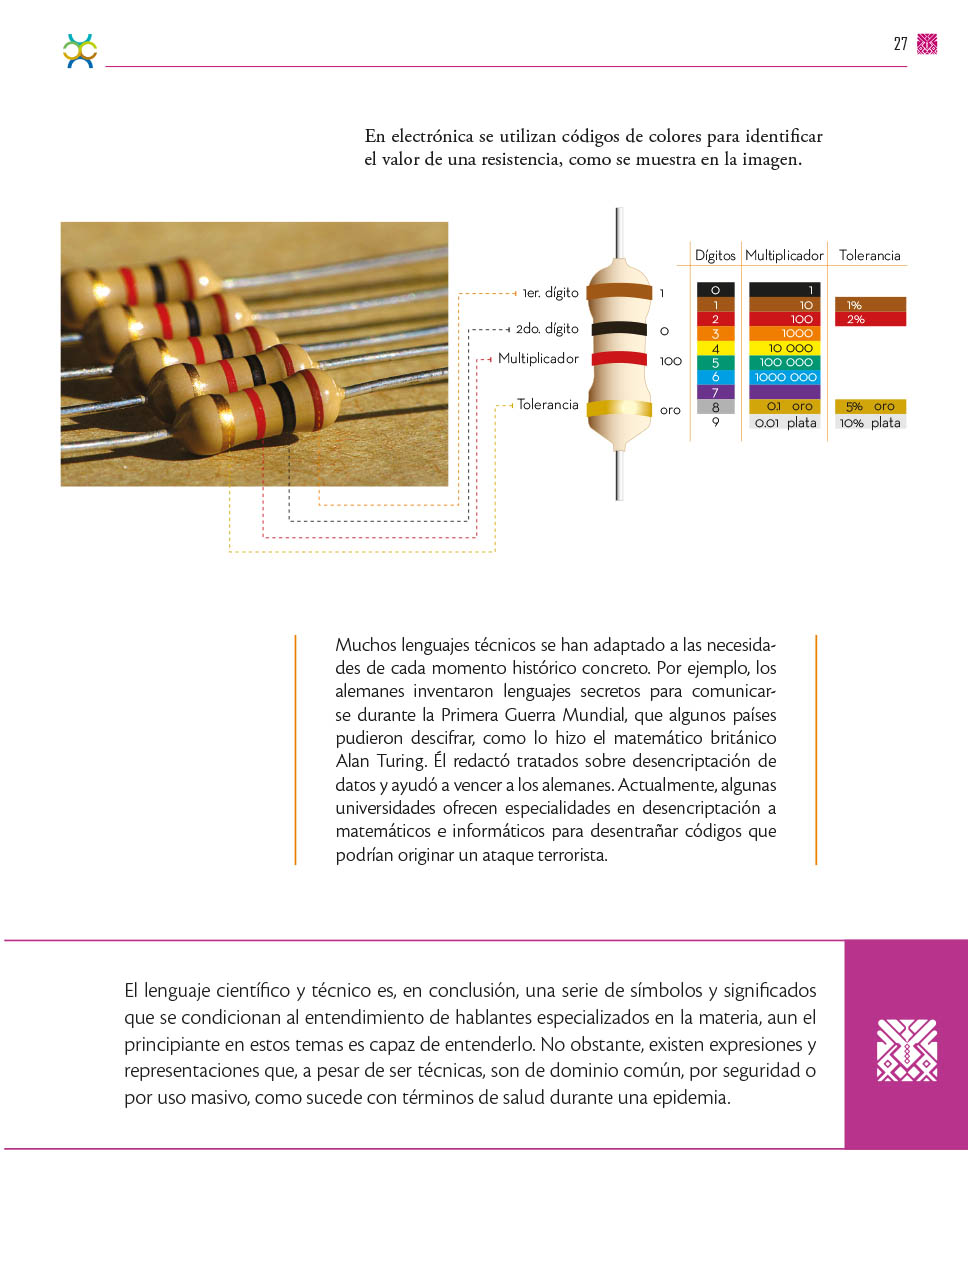 27
En electrónica se utilizan códigos de colores para identificar
el valor de una resistencia, como se muestra en la imagen.
1er. dígito
2do. dígito
Multiplicador
Tolerancia
1
0
100
oro
Dígitos Multiplicador Tolerancia
0 1
1 10 1%
2 100 2%
3 1000
4 10 000
5 100 000
6 1000 000
7
8 0.1 oro 5% oro
9 0.01 plata 10% plata
Muchos lenguajes técnicos se han adaptado a las necesida-
des de cada momento histórico concreto. Por ejemplo, los
alemanes inventaron lenguajes secretos para comunicar-
se durante la Primera Guerra Mundial, que algunos países
pudieron descifrar, como lo hizo el matemático británico
Alan Turing. Él redactó tratados sobre desencriptación de
datos y ayudó a vencer a los alemanes. Actualmente, algunas
universidades ofrecen especialidades en desencriptación a
matemáticos e informáticos para desentrañar códigos que
podrían originar un ataque terrorista.
El lenguaje científico y técnico es, en conclusión, una serie de símbolos y significados
que se condicionan al entendimiento de hablantes especializados en la materia, aun el
principiante en estos temas es capaz de entenderlo. No obstante, existen expresiones y
representaciones que, a pesar de ser técnicas, son de dominio común, por seguridad o
por uso masivo, como sucede con términos de salud durante una epidemia.